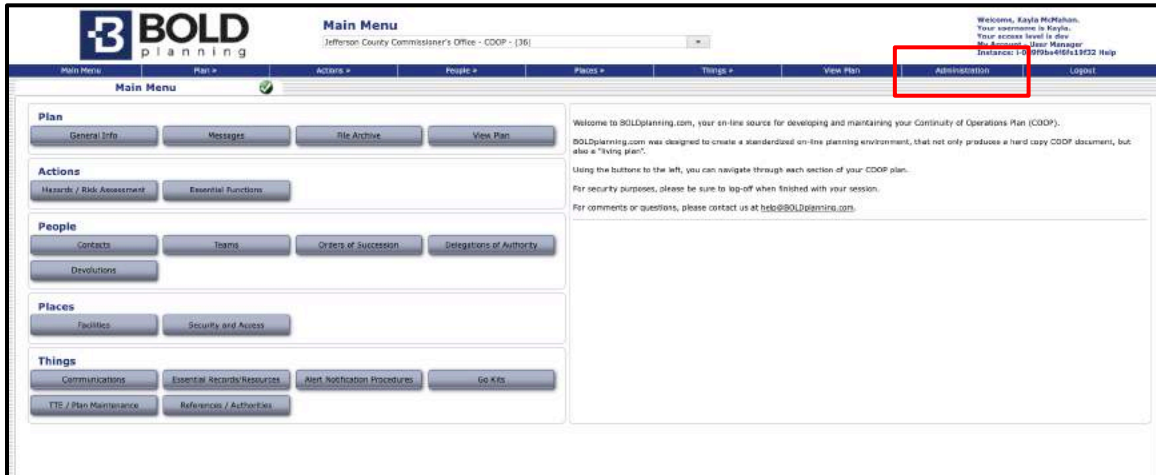 BOLD
planning
Main Menu
Jefferson County Commissioner's Office - COOP - (36)
Welcome, Kayla McMahan.
Your username is Kayla.
Your access level is dev
My Account - User Manager
Help
Main Menu Plan » Actions » People » Places » Things » View Plan Administration Logout
Main Menu
Plan
General Info Messages File Archive View Plan
Actions
Hazards / Risk Assessment Essential Functions
People
Contacts Teams Orders of Succession Delegations of Authority
Devolutions
Places
Facilities Security and Access
Things
Communications Essential Records/Resources Alert Notification Procedures Go Kits
TTE / Plan Maintenance References / Authorities
Welcome to BOLDplanning.com, your on-line source for developing and maintaining your Continuity of Operations Plan (COOP).
BOLDplanning.com was designed to create a standardized on-line planning environment, that not only produces a hard copy COOP document, but
also a "living plan".
Using the buttons to the left, you can navigate through each section of your COOP plan.
For security purposes, please be sure to log-off when finished with your session.
For comments or questions, please contact us at help@BOLDplanning.com.